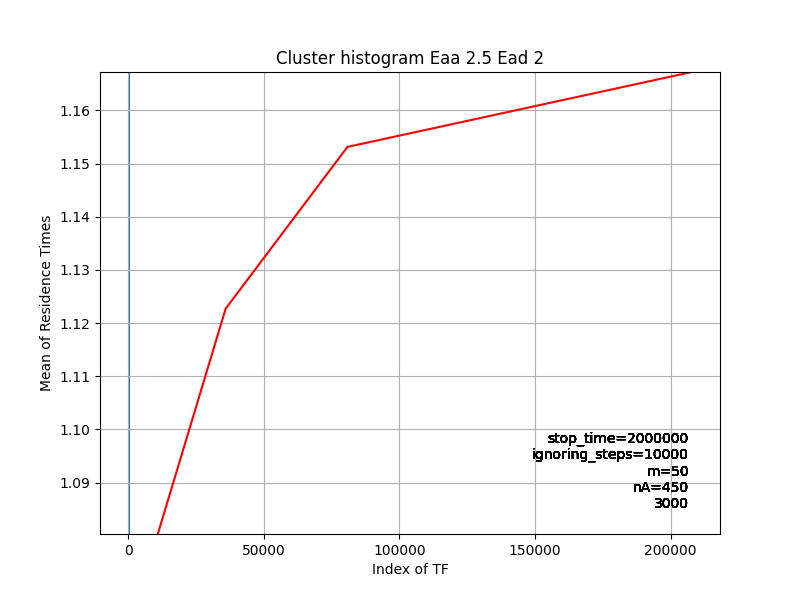 Cluster histogram Eaa 2.5 Ead 2
Mean of Residence Times
1.16
1.15
1.14
1.13
1.12
1.11
1.10
1.09
stop_time=2000000
ignoring_steps=10000
m=50
nA=450
3000
0 50000 100000 150000 200000
Index of TF